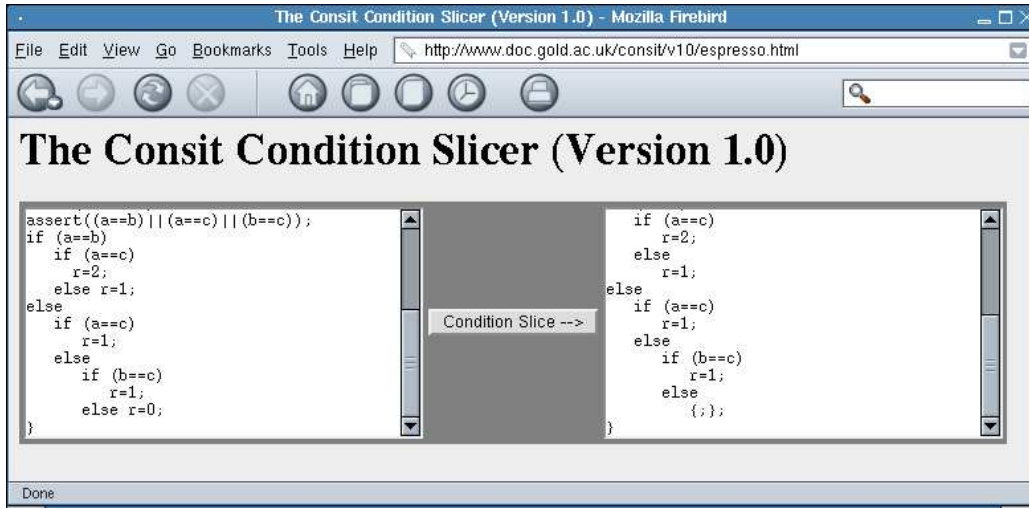 The Consit Condition Slicer (Version 1.0) - Mozilla Firebird
File Edit View Go Bookmarks Tools Help http://www.doc.gold.ac.uk/consit/v10/espresso.html
The Consit Condition Slicer (Version 1.0)
assert((a==b)||(a==c)||(b==c));
if (a==b)
if (a==c)
r=2;
else r=1;
else
if (a==c)
r=1;
else
if (b==c)
r=1;
else r=0;
}
Condition Slice -->
if (a==c)
r=2;
else
r=1;
else
if (a==c)
r=1;
else
if (b==c)
r=1;
else
{;};
}
Done